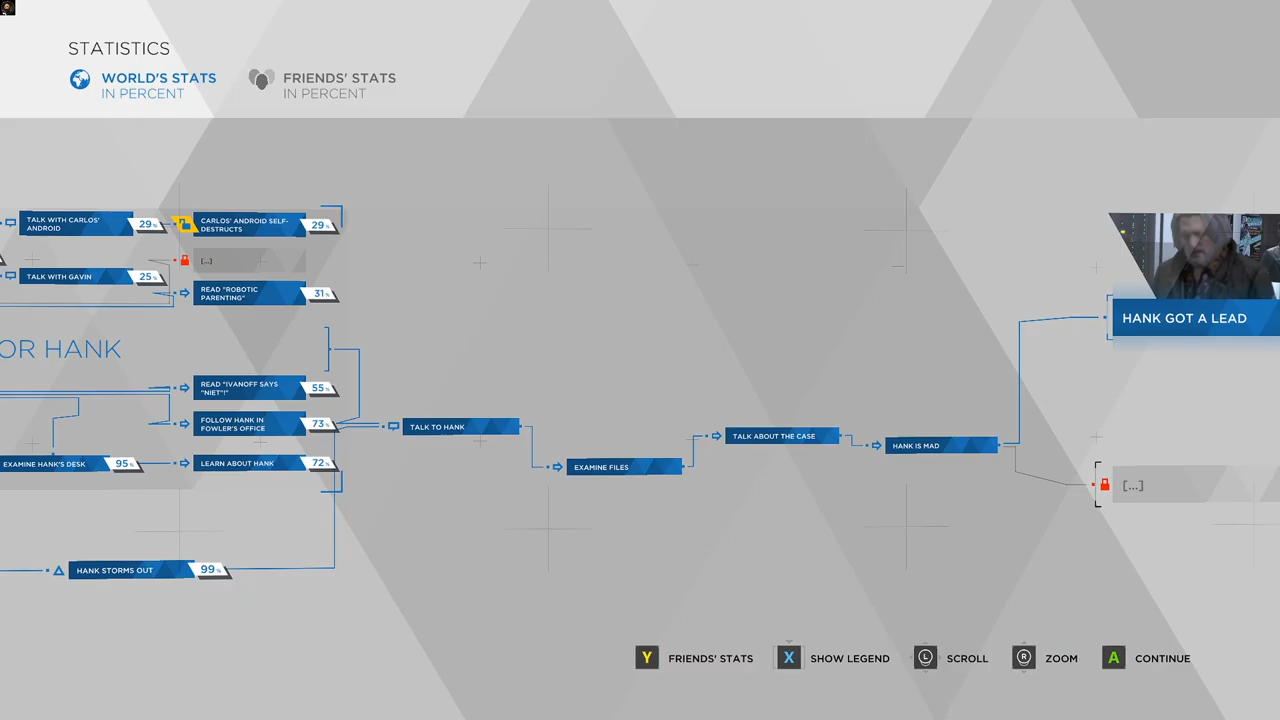 STATISTICS
WORLD'S STATS
IN PERCENT
FRIENDS' STATS
IN PERCENT
TALK WITH CARLOS'
ANDROID
29%
CARLOS' ANDROID SELF-
DESTRUCTS
29%
[...]
TALK WITH GAVIN
25%
READ "ROBOTIC
PARENTING"
31%
HANK GOT A LEAD
OR HANK
READ "IVANOFF SAYS
"NIET"!"
55%
FOLLOW HANK IN
FOWLER'S OFFICE
73%
TALK TO HANK
TALK ABOUT THE CASE
HANK IS MAD
EXAMINE HANK'S DESK
95%
LEARN ABOUT HANK
72%
EXAMINE FILES
[...]
HANK STORMS OUT
99%
Y
FRIENDS' STATS
X
SHOW LEGEND
L
SCROLL
R
ZOOM
A
CONTINUE